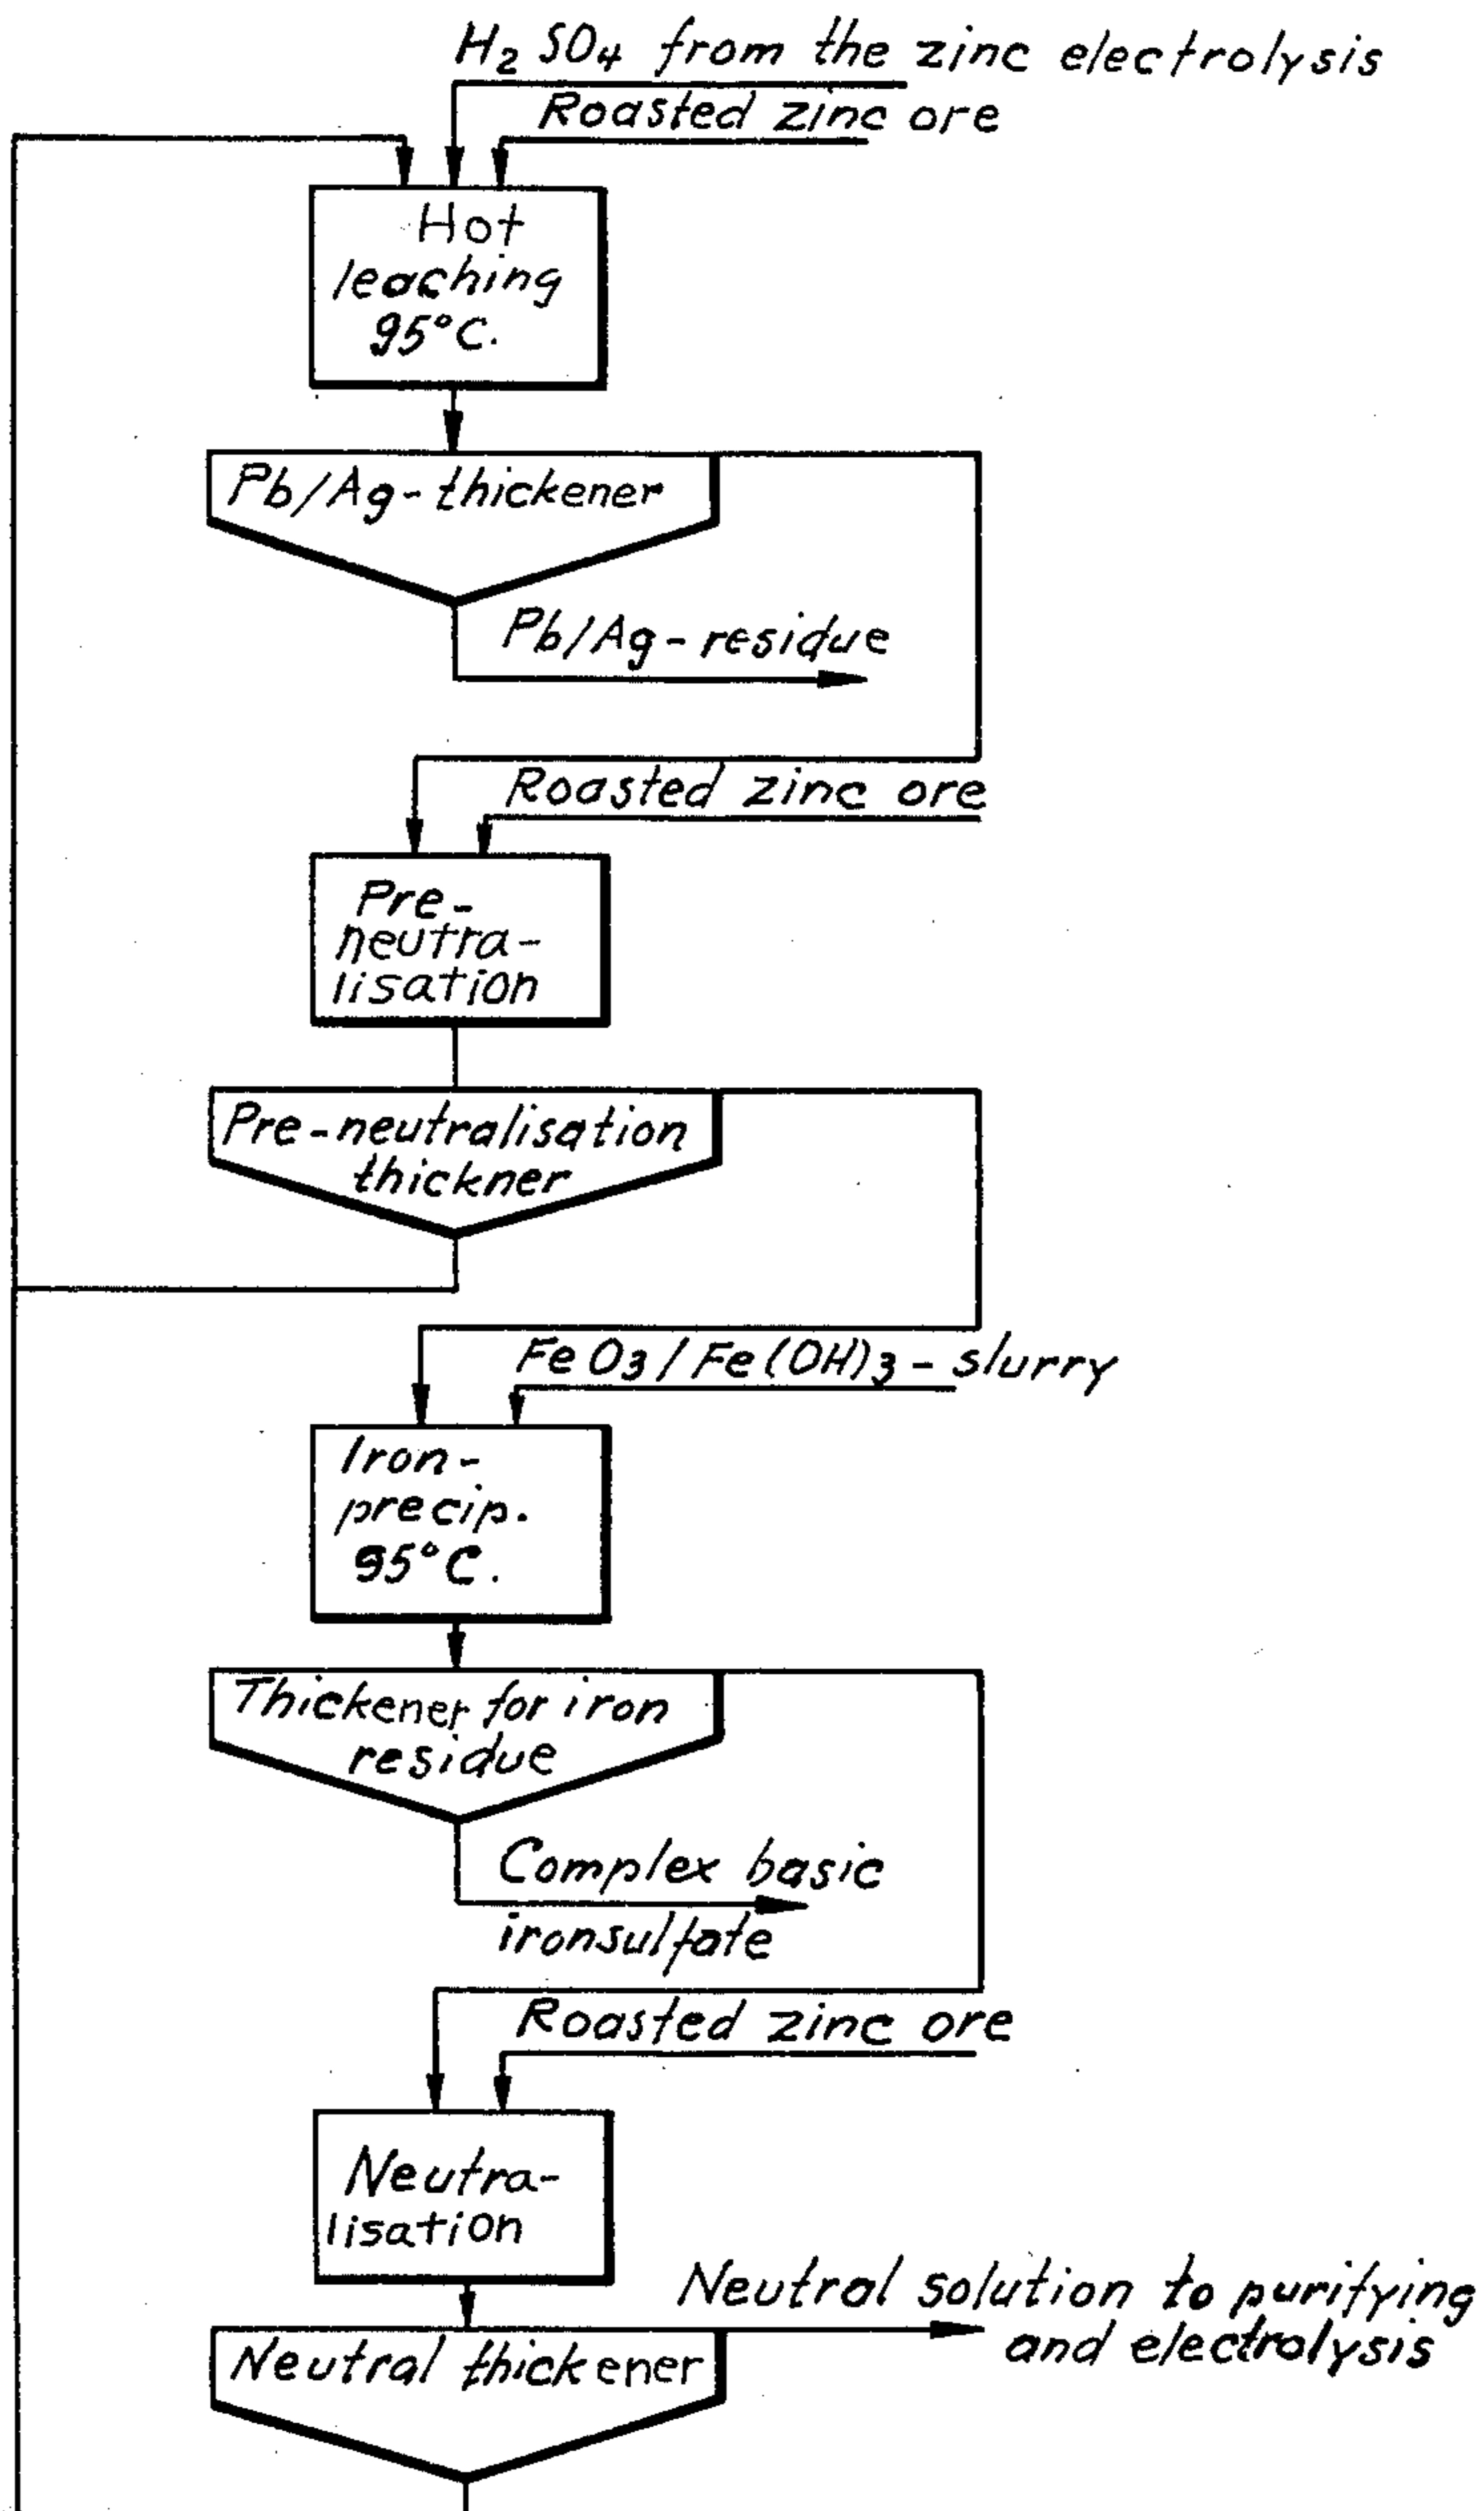 H2 SO4 from the zinc electrolysis
Roasted zinc ore
Hot
leaching
95°C.
Pb/Ag-thickener
Pb/Ag-residue
Roasted zinc ore
Pre-
neutra-
lisation
Pre-neutralisation
thickner
FeO3/Fe(OH)3-slurry
Iron-
precip.
95°C.
Thickener for iron
residue
Complex basic
ironsulfate
Roasted zinc ore
Neutra-
lisation
Neutral solution to purifying
and electrolysis
Neutral thickener